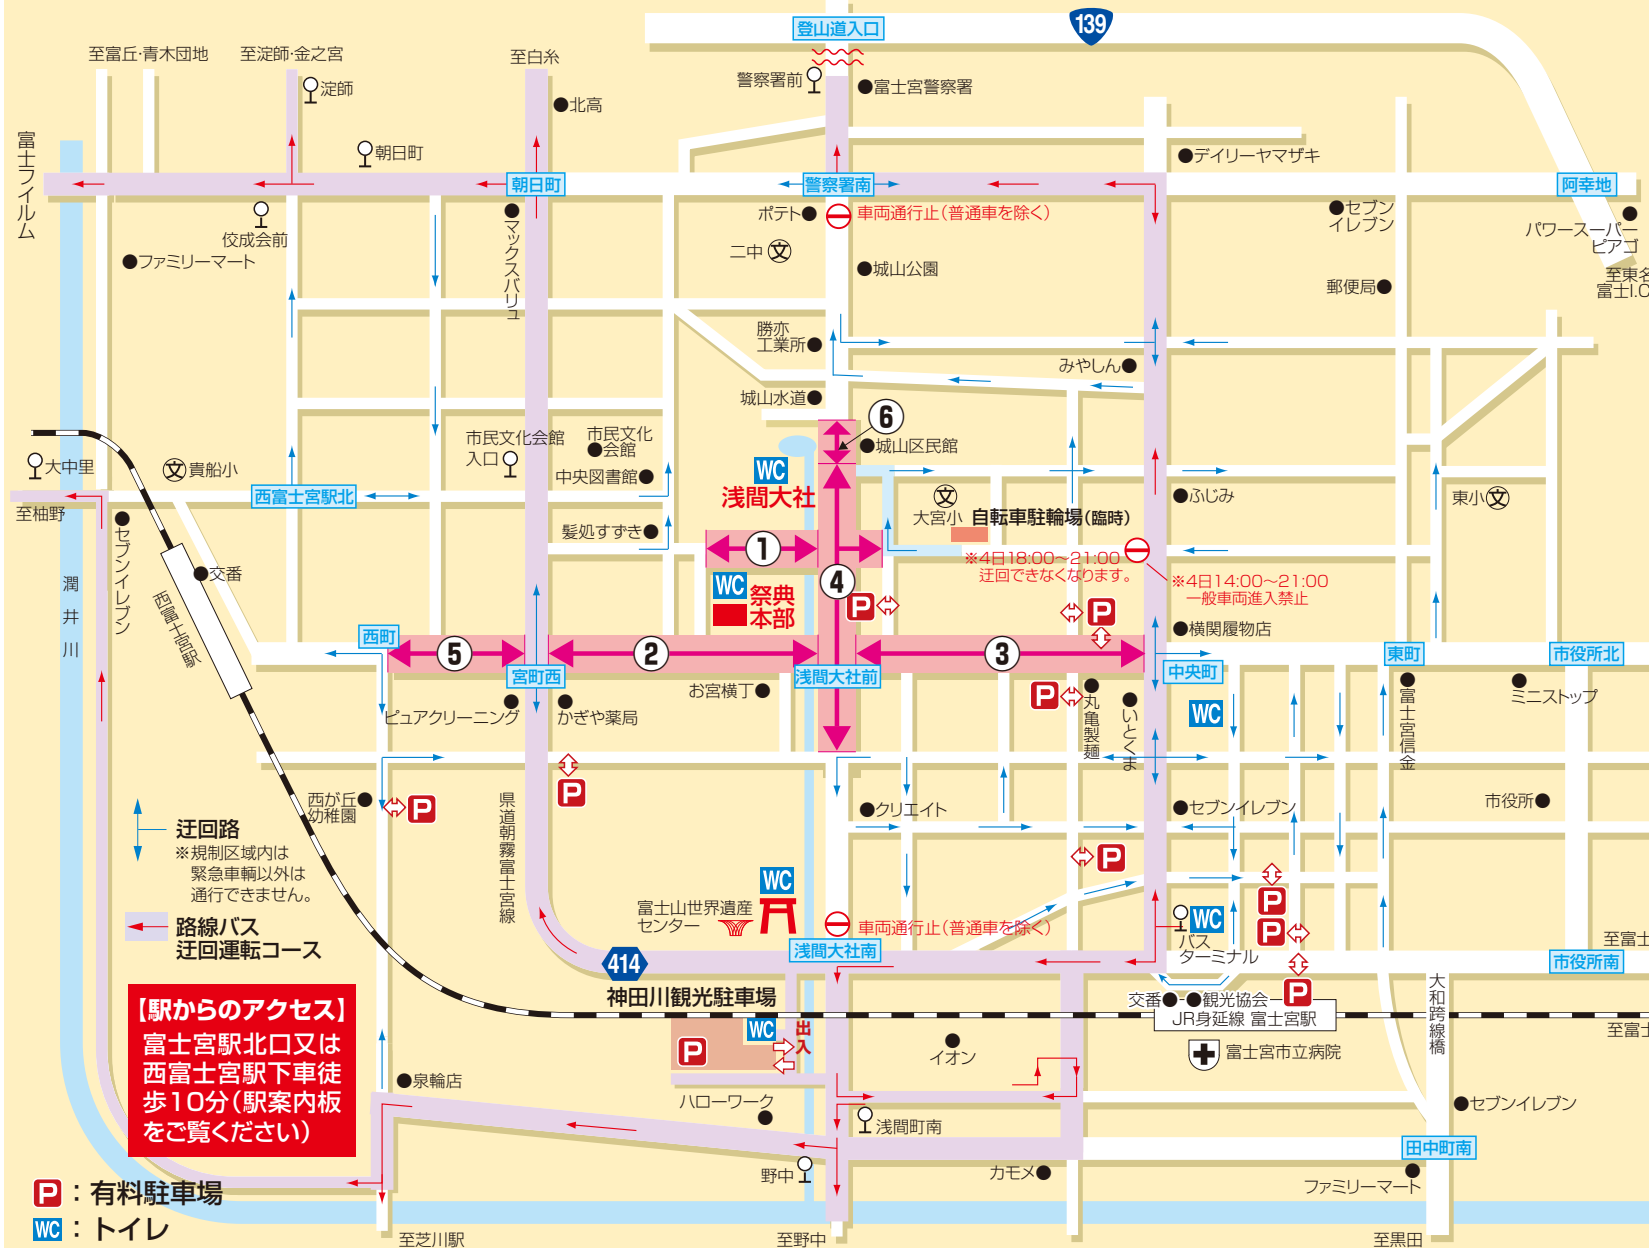 登山道入口
139
至富丘・青木団地
至淀師・金之宮
至白糸
警察署前
富士宮警察署
淀師
北高
富士フイルム
朝日町
デイリーヤマザキ
朝日町
警察署南
阿幸地
ポテト
車両通行止(普通車を除く)
セブン
イレブン
パワースーパー
ピアゴ
佼成会前
マックスバリュ
二中
文
ファミリーマート
城山公園
郵便局
至東名
富士I.C
勝亦
工業所
みやしん
城山水道
6
市民文化会館
入口
市民文化
会館
城山区民館
大中里
文
貴船小
中央図書館
WC
浅間大社
西富士宮駅北
文
大宮小
自転車駐輪場(臨時)
ふじみ
東小
文
至柚野
セブンイレブン
髪処すずき
1
4
※4日18:00〜21:00
迂回できなくなります。
※4日14:00〜21:00
一般車両進入禁止
交番
潤井川
西富士宮駅
WC
祭典
本部
P
P
横関履物店
西町
5
2
3
宮町西
浅間大社前
中央町
東町
市役所北
お宮横丁
P
丸亀製麺
いとくま
WC
富士宮信金
ミニストップ
ピュアクリーニング
かぎや薬局
西が丘
幼稚園
P
P
県道朝霧富士宮線
クリエイト
セブンイレブン
市役所
迂回路
※規制区域内は
緊急車輌以外は
通行できません。
P
WC
富士山世界遺産
センター
P
路線バス
迂回運転コース
車両通行止(普通車を除く)
WC
バス
ターミナル
P
浅間大社南
市役所南
至富士
414
神田川観光駐車場
P
交番
観光協会
大和跨線橋
【駅からのアクセス】
富士宮駅北口又は
西富士宮駅下車徒
歩10分(駅案内板
をご覧ください)
JR身延線 富士宮駅
至富士
WC
出
入
P
イオン
富士宮市立病院
泉輪店
ハローワーク
浅間町南
セブンイレブン
田中町南
野中
カモメ
ファミリーマート
P:有料駐車場
WC:トイレ
至芝川駅
至野中
至黒田